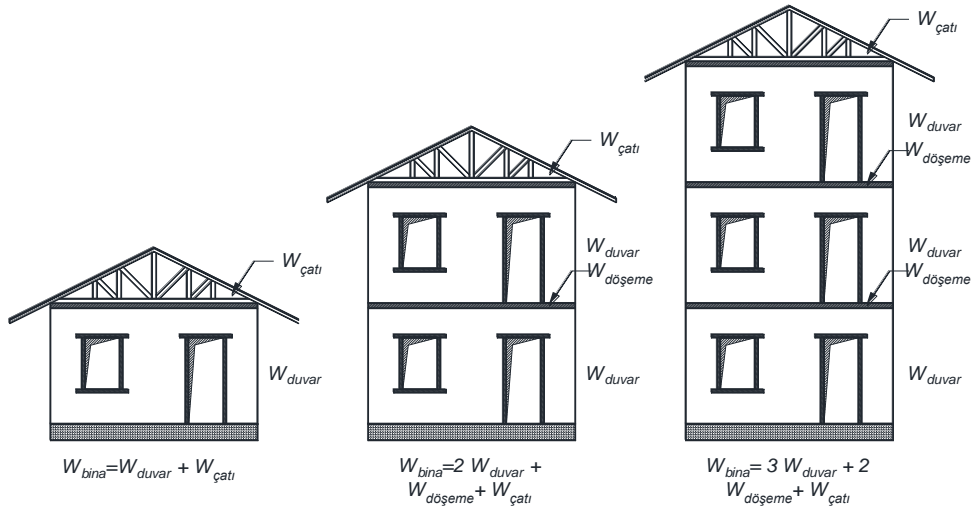 W_çatı
W_duvar
W_bina=W_duvar + W_çatı
W_çatı
W_duvar
W_döşeme
W_duvar
W_bina=2 W_duvar +
W_döşeme+ W_çatı
W_çatı
W_duvar
W_döşeme
W_duvar
W_döşeme
W_duvar
W_bina= 3 W_duvar + 2
W_döşeme+ W_çatı